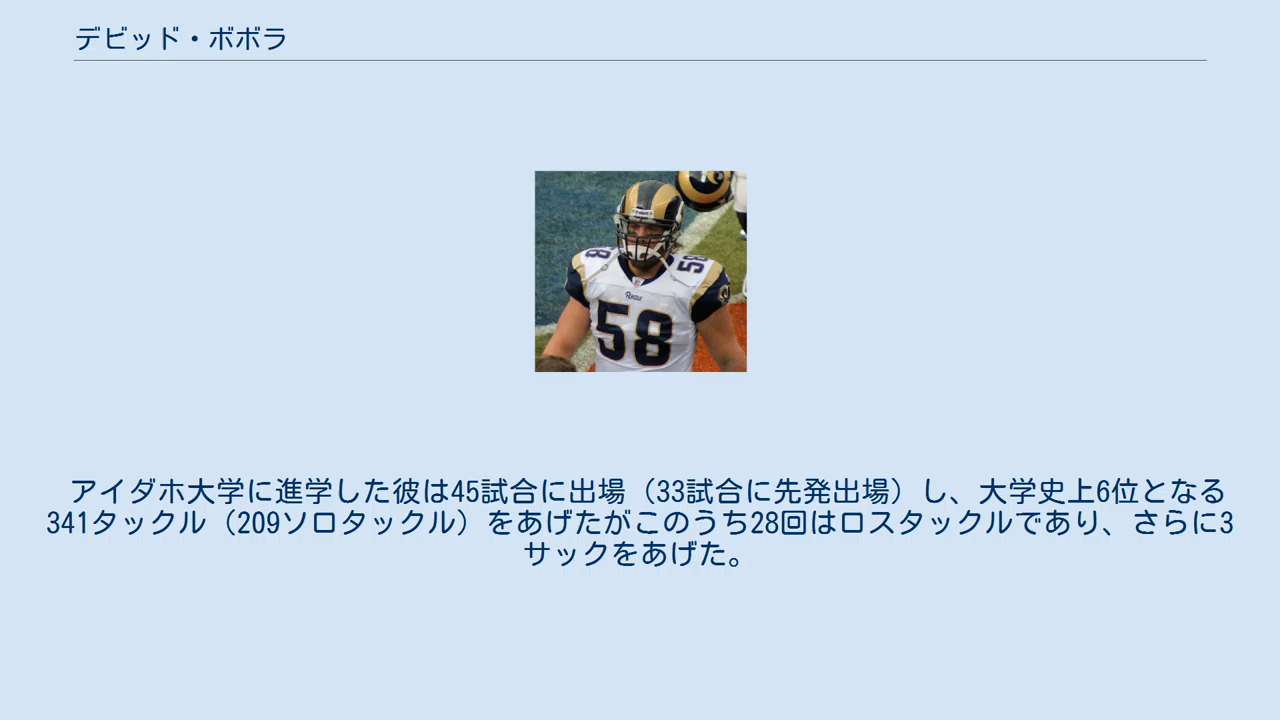 デビッド・ボボラ
58
58
58
アイダホ大学に進学した彼は45試合に出場（33試合に先発出場）し、大学史上6位となる
341タックル（209ソロタックル）をあげたがこのうち28回はロスタックルであり、さらに3
サックをあげた。